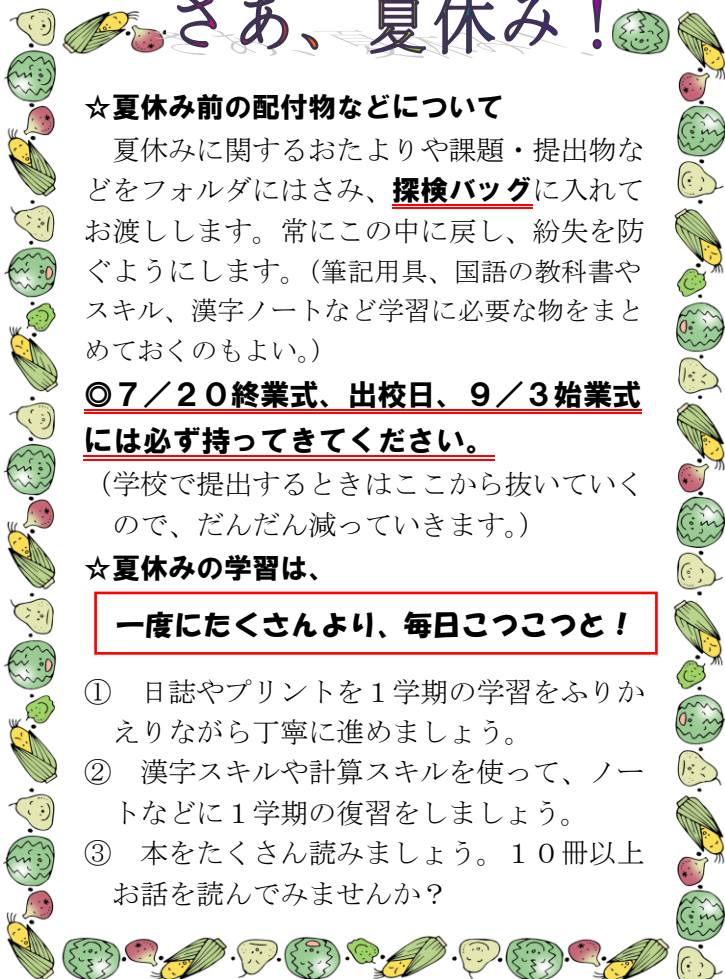 さあ、夏休み！
☆夏休み前の配付物などについて
　夏休みに関するおたよりや課題・提出物な
どをフォルダにはさみ、探検バッグに入れて
お渡しします。常にこの中に戻し、紛失を防
ぐようにします。（筆記用具、国語の教科書や
スキル、漢字ノートなど学習に必要な物をまと
めておくのもよい。）
◎７／２０終業式、出校日、９／３始業式
には必ず持ってきてください。
（学校で提出するときはここから抜いていく
ので、だんだん減っていきます。）
☆夏休みの学習は、
一度にたくさんより、毎日こつこつと！
①　日誌やプリントを１学期の学習をふりか
えりながら丁寧に進めましょう。
②　漢字スキルや計算スキルを使って、ノー
トなどに１学期の復習をしましょう。
③　本をたくさん読みましょう。１０冊以上
お話を読んでみませんか？